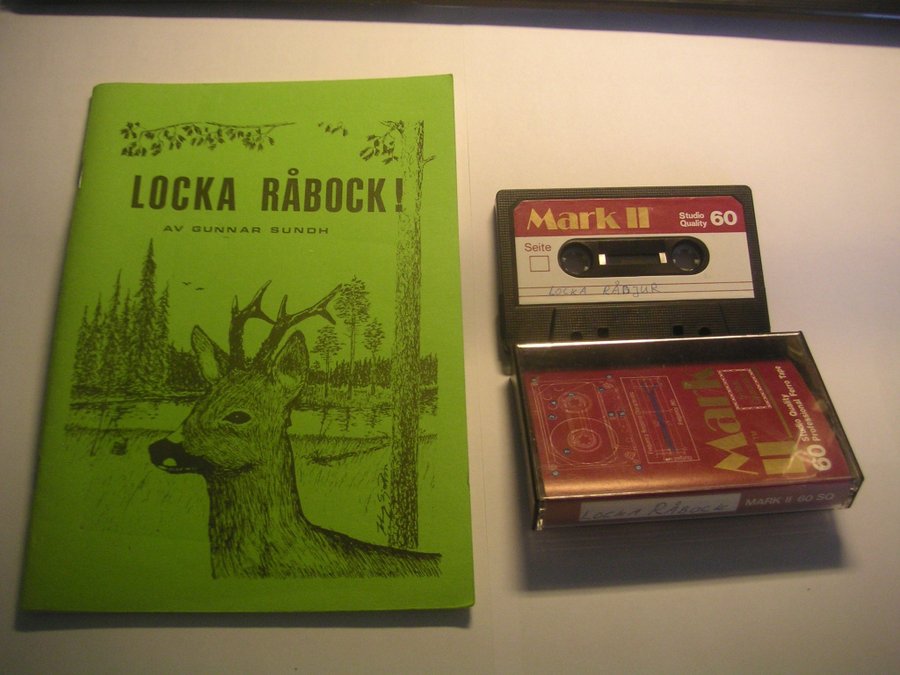 LOCKA RÅBOCK!
AV GUNNAR SUNDH
Mark II
Studio
Quality 60
Seite
LOCKA RÅBJUR
Mark
II
60 Studio Quality
Professional Ferro Tape
LOCKA RÅBOCK
MARK II 60 SQ